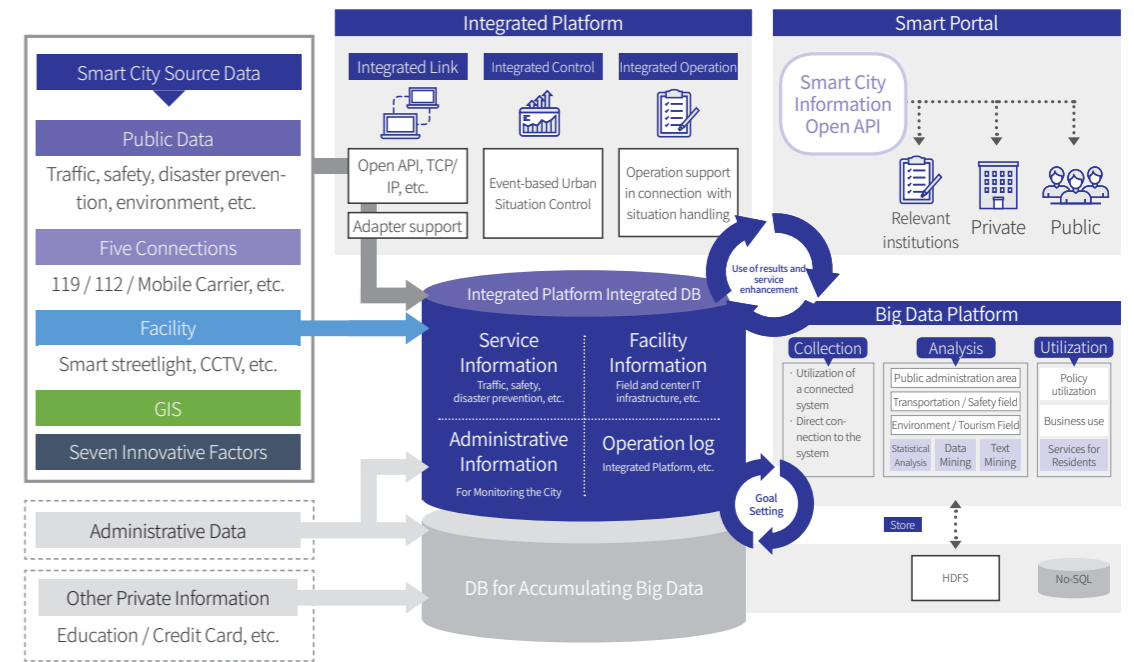 Smart City Source Data
Public Data
Traffic, safety, disaster preven-
tion, environment, etc.
Five Connections
119 / 112 / Mobile Carrier, etc.
Facility
Smart streetlight, CCTV, etc.
GIS
Seven Innovative Factors
Administrative Data
Other Private Information
Education / Credit Card, etc.
Integrated Platform
Integrated Link
Open API, TCP/
IP, etc.
Adapter support
Integrated Control
Event-based Urban
Situation Control
Integrated Operation
Operation support
in connection with
situation handling
Integrated Platform Integrated DB
Service
Information
Traffic, safety,
disaster prevention, etc.
Facility
Information
Field and center IT
infrastructure, etc.
Administrative
Information
For Monitoring the City
Operation log
Integrated Platform, etc.
DB for Accumulating Big Data
Use of results and
service
enhancement
Goal
Setting
Smart Portal
Smart City
Information
Open API
Relevant
institutions
Private
Public
Big Data Platform
Collection
· Utilization of
a connected
system
· Direct con-
nection to the
system
Analysis
Public administration area
Transportation / Safety field
Environment / Tourism Field
Statistical
Analysis
Data
Mining
Text
Mining
Utilization
Policy
utilization
Business use
Services for
Residents
Store
HDFS
No-SQL